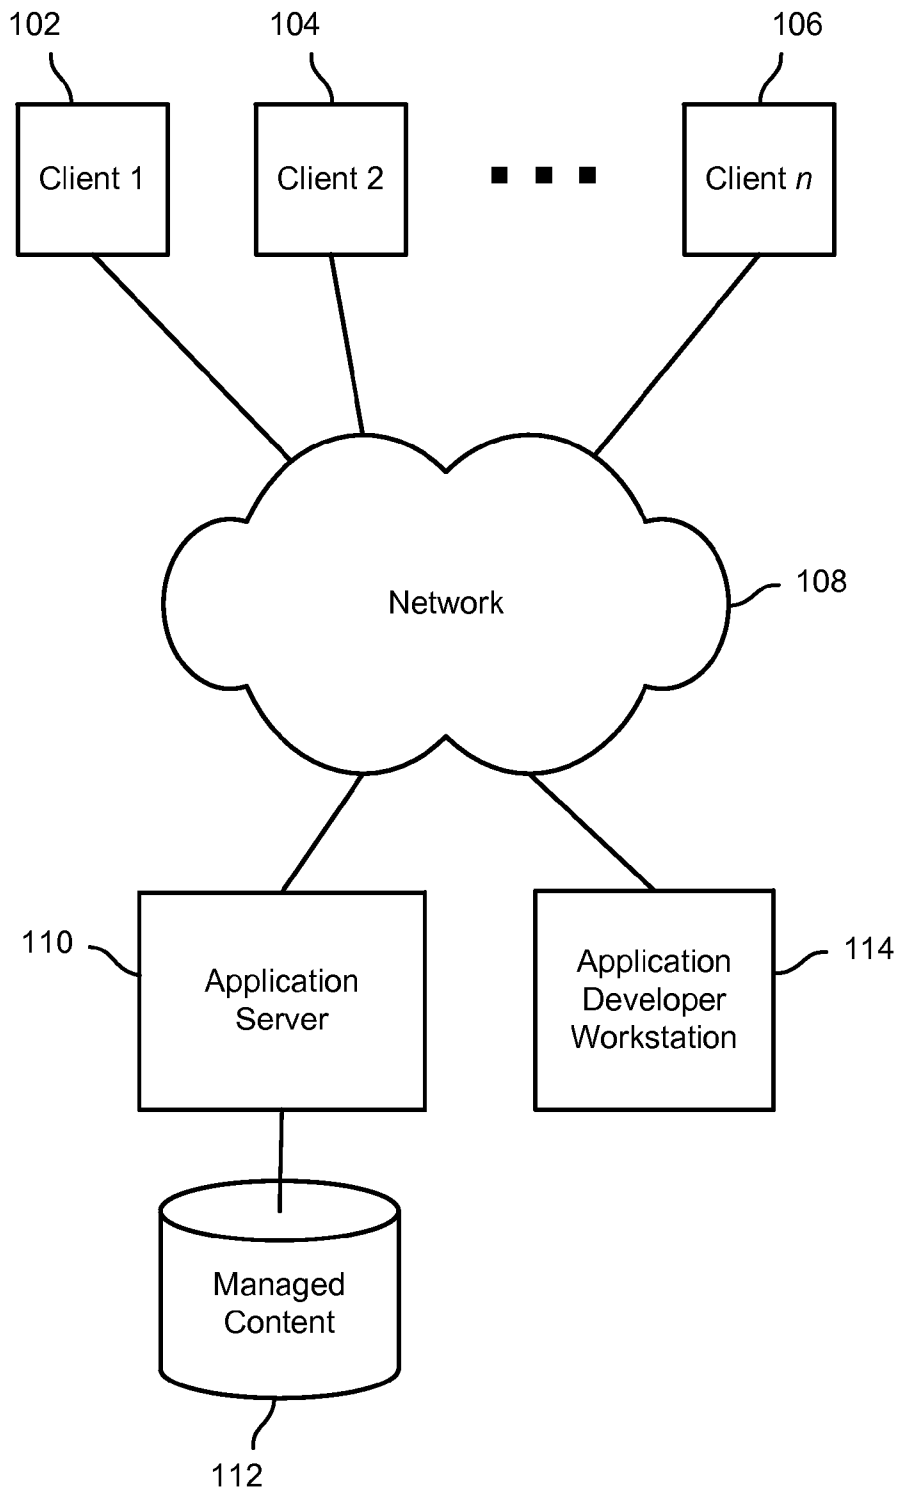 102
104
106
Client 1
Client 2
Client n
Network
108
110
Application
Server
114
Application
Developer
Workstation
Managed
Content
112